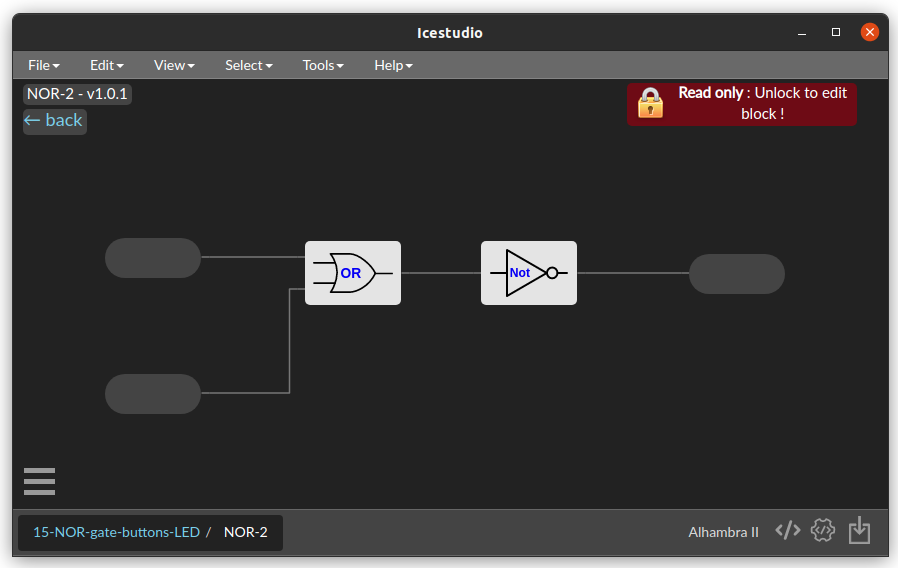 Icestudio
File Edit View Select Tools Help
NOR-2 - v1.0.1
← back
Read only : Unlock to edit
block !
OR
Not
15-NOR-gate-buttons-LED / NOR-2
Alhambra II </>